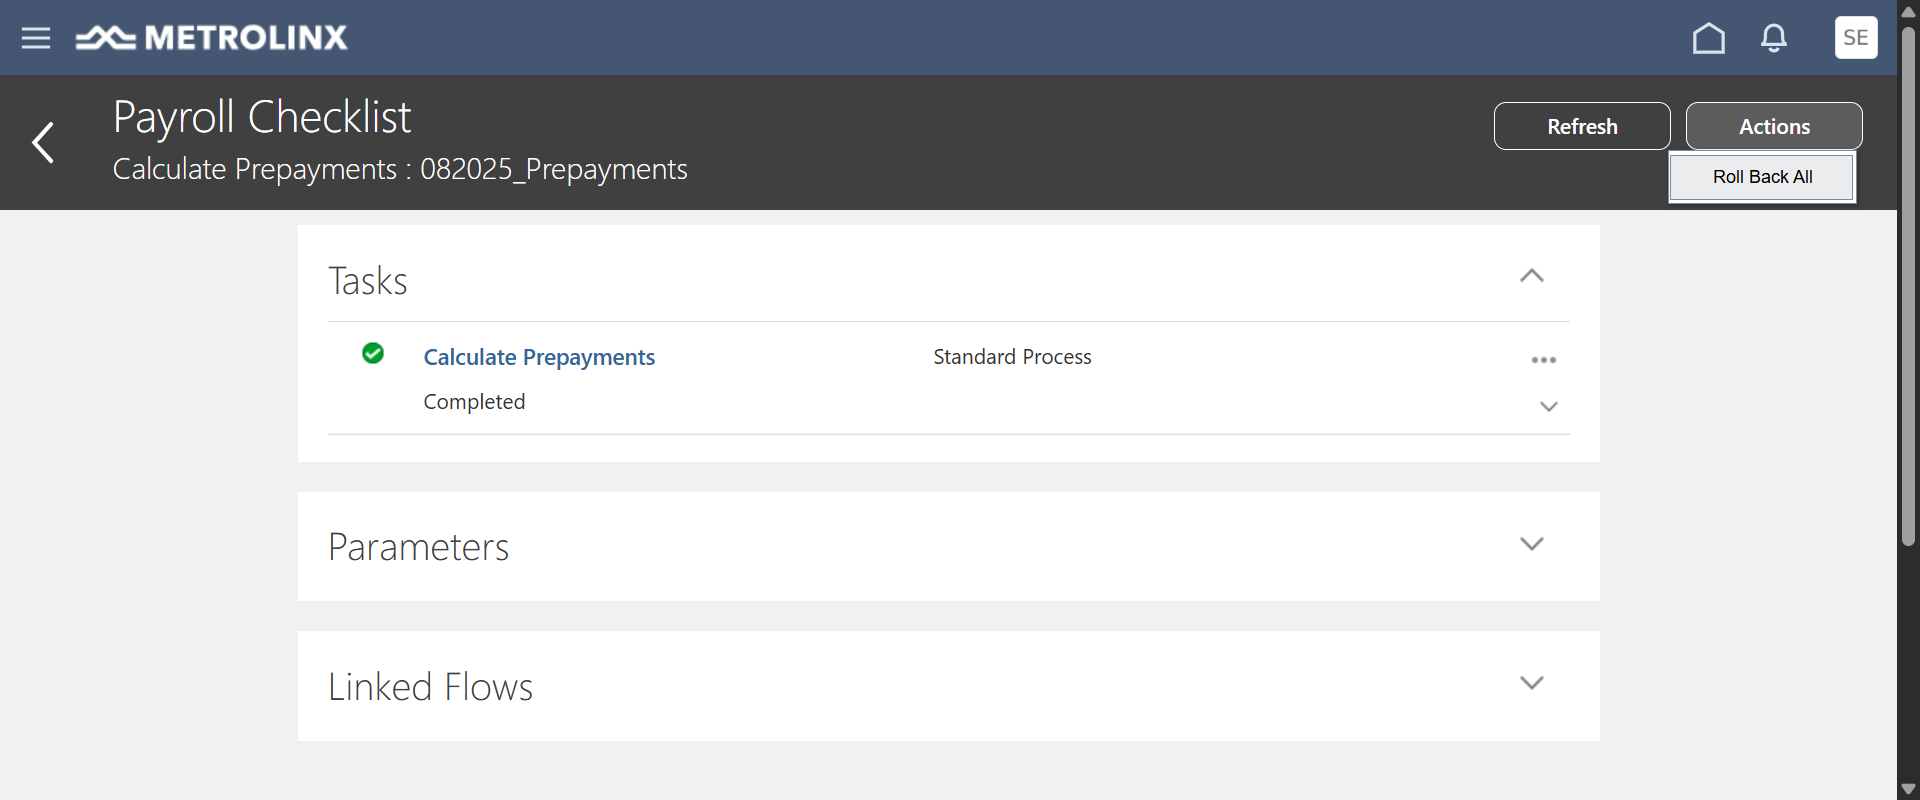 METROLINX
SE
Payroll Checklist
Calculate Prepayments : 082025_Prepayments
Refresh
Actions
Roll Back All
Tasks
Calculate Prepayments
Standard Process
Completed
Parameters
Linked Flows